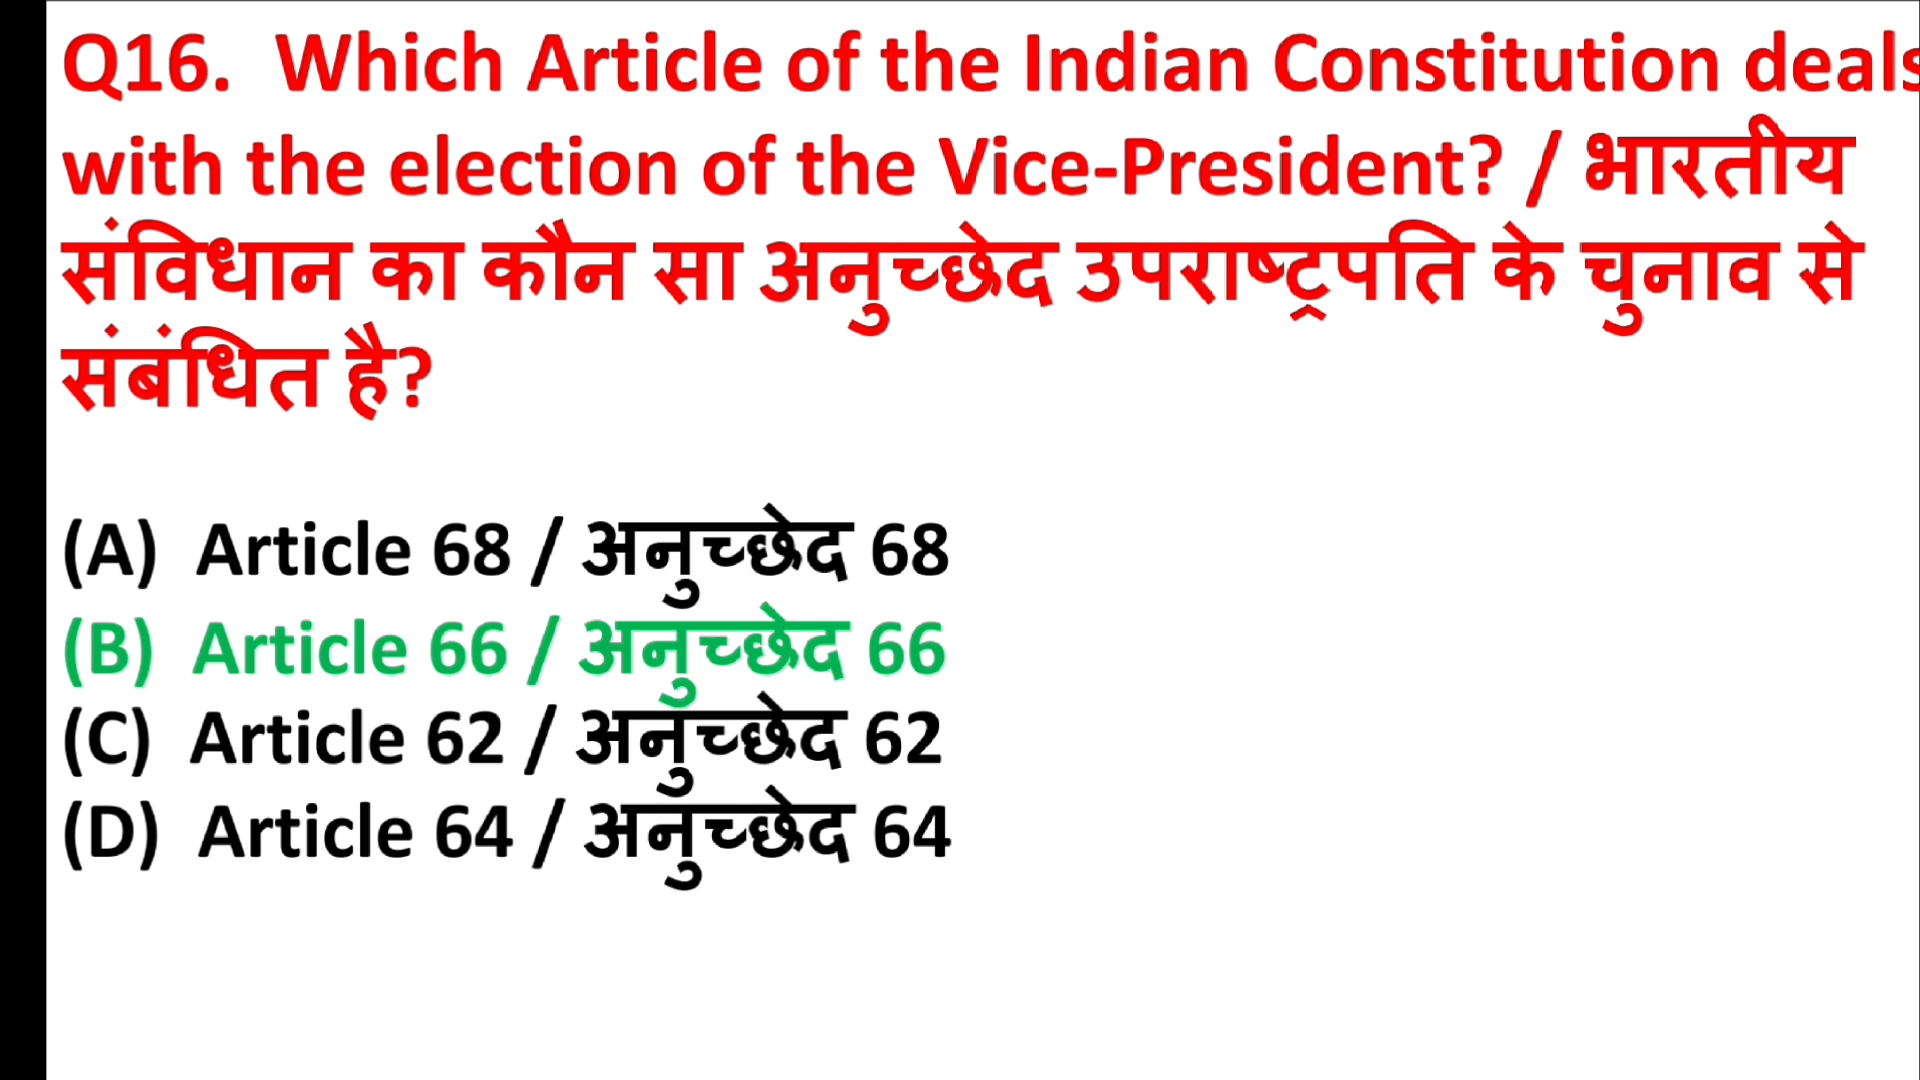 Q16. Which Article of the Indian Constitution deals
with the election of the Vice-President? / भारतीय
संविधान का कौन सा अनुच्छेद उपराष्ट्रपति के चुनाव से
संबंधित है?
(A) Article 68 / अनुच्छेद 68
(B) Article 66 / अनुच्छेद 66
(C) Article 62 / अनुच्छेद 62
(D) Article 64 / अनुच्छेद 64